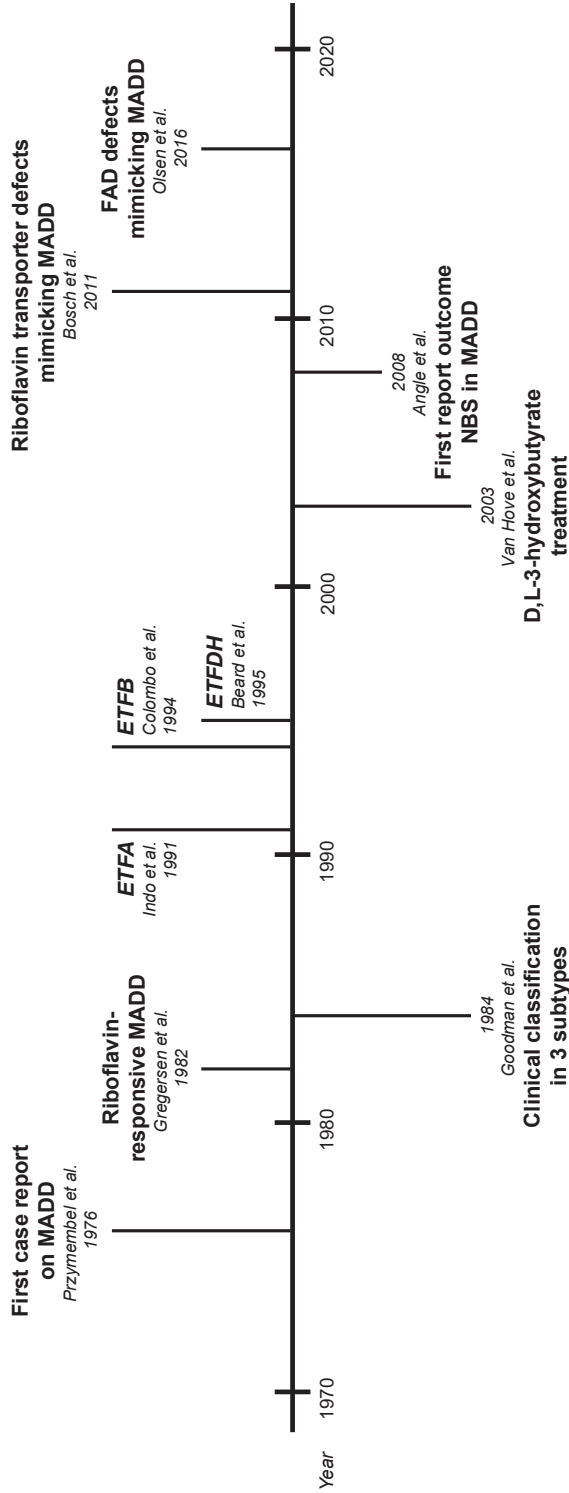 First case report
on MADD
Przymembel et al.
1976
Riboflavin-
responsive MADD
Gregersen et al.
1982
ETFA
Indo et al.
1991
ETFB
Colombo et al.
1994
ETFDH
Beard et al.
1995
Riboflavin transporter defects
mimicking MADD
Bosch et al.
2011
FAD defects
mimicking MADD
Olsen et al.
2016
Year
1970
1980
1990
2000
2010
2020
1984
Goodman et al.
Clinical classification
in 3 subtypes
2003
Van Hove et al.
D,L-3-hydroxybutyrate
treatment
2008
Angle et al.
First report outcome
NBS in MADD